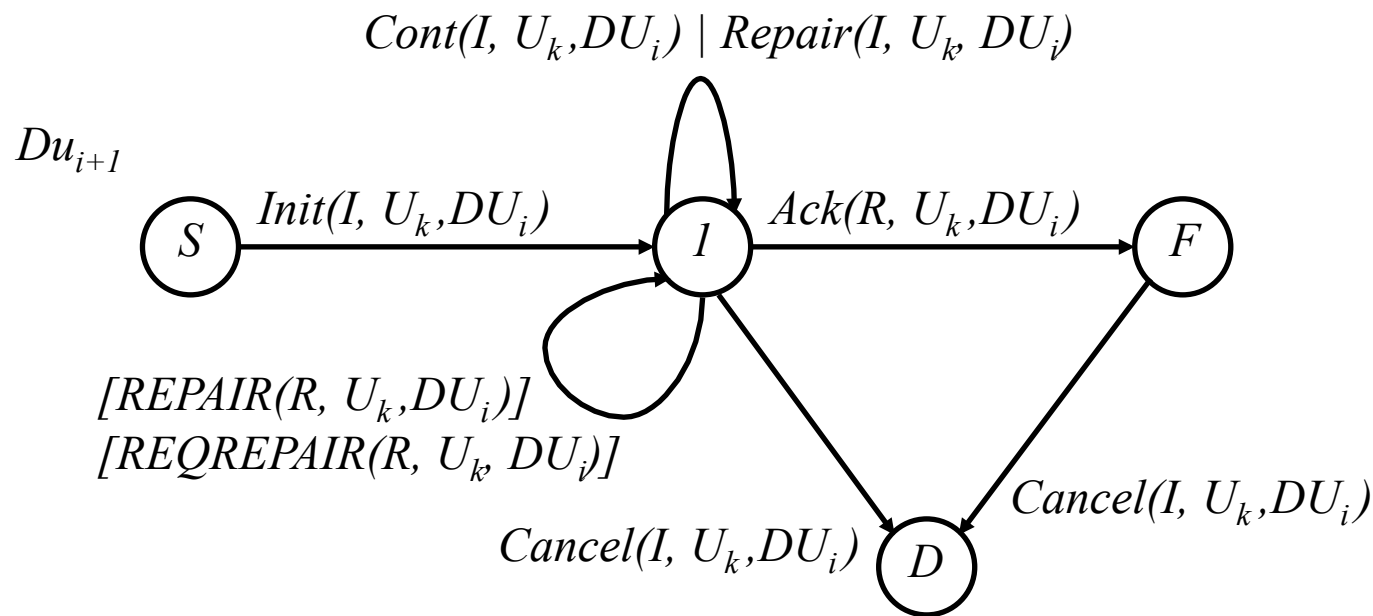 Cont(I, U_k,DU_i) | Repair(I, U_k, DU_i)
Du_{i+1}
Init(I, U_k,DU_i)
Ack(R, U_k,DU_i)
S
1
F
[REPAIR(R, U_k,DU_i)]
[REQREPAIR(R, U_k, DU_i)]
Cancel(I, U_k,DU_i)
Cancel(I, U_k,DU_i)
D